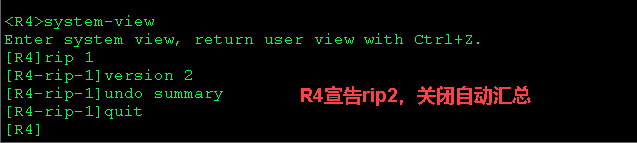 <R4>system-view
Enter system view, return user view with Ctrl+Z.
[R4]rip 1
[R4-rip-1]version 2
[R4-rip-1]undo summary
R4宣告rip2，关闭自动汇总
[R4-rip-1]quit
[R4]